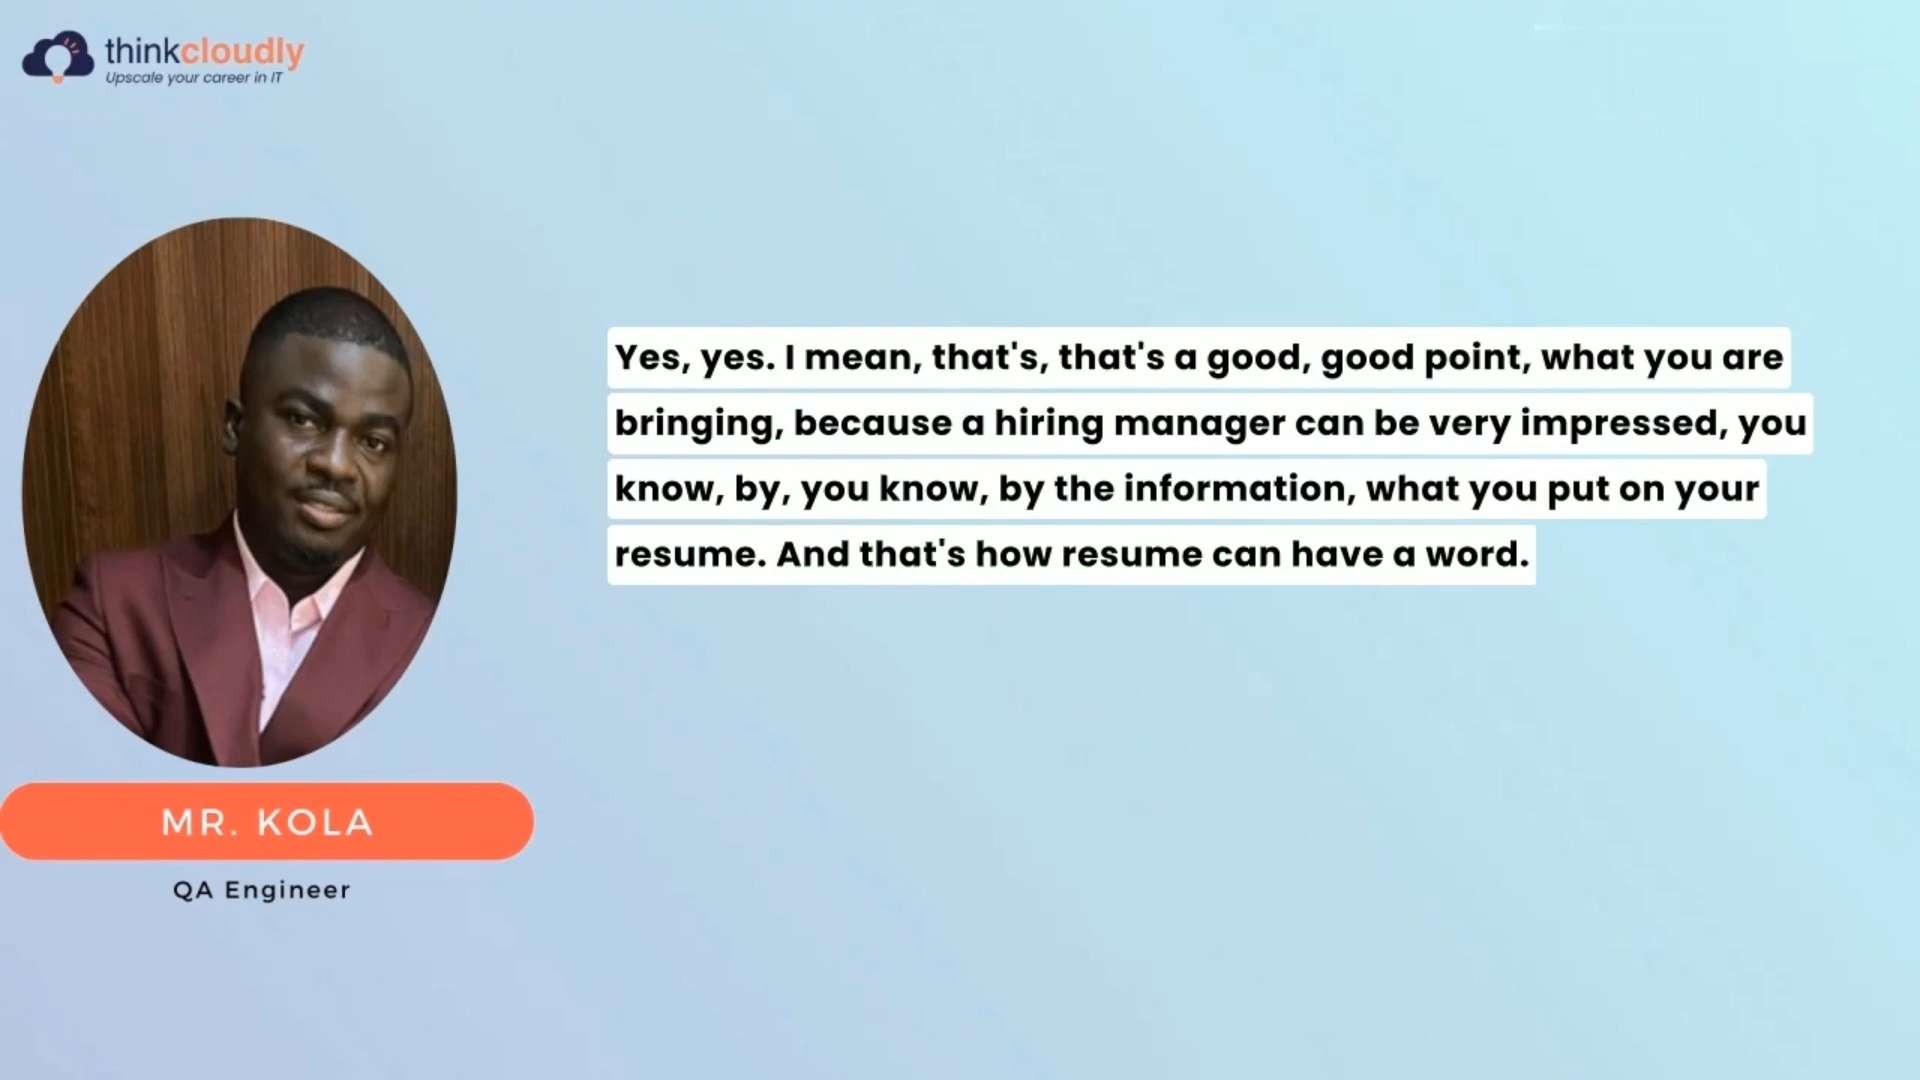 thinkcloudly
Upscale your career in IT
Yes, yes. I mean, that's, that's a good, good point, what you are
bringing, because a hiring manager can be very impressed, you
know, by, you know, by the information, what you put on your
resume. And that's how resume can have a word.
MR. KOLA
QA Engineer